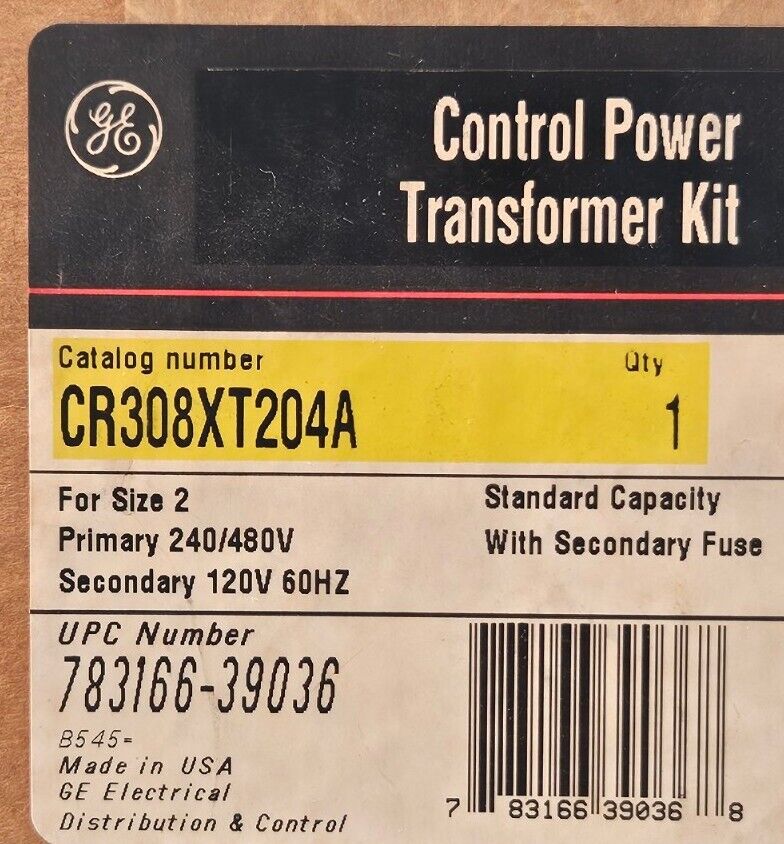 GE
Control Power
Transformer Kit
Catalog number Qty
CR308XT204A 1
For Size 2 Standard Capacity
Primary 240/480V With Secondary Fuse
Secondary 120V 60HZ
UPC Number
783166-39036
B545=
Made in USA
GE Electrical
Distribution & Control
7 83166 39036 8